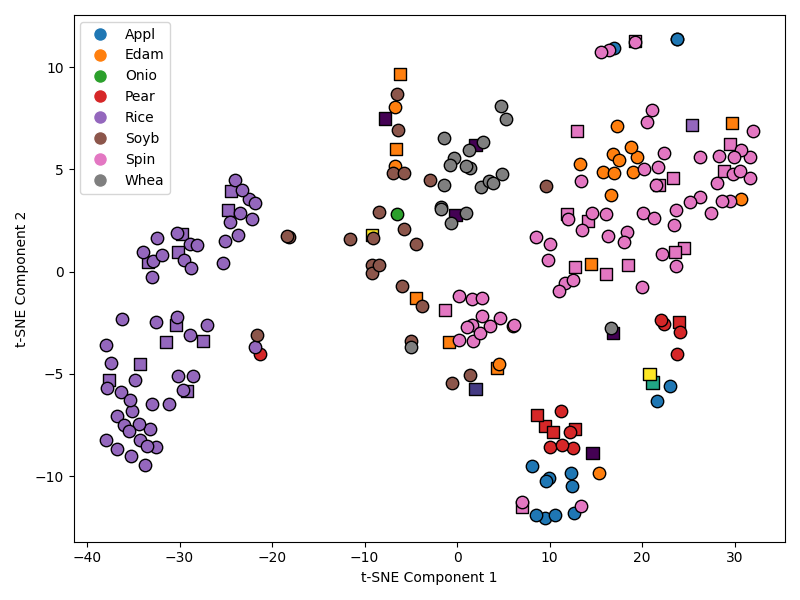 Appl
Edam
Onio
Pear
Rice
Soyb
Spin
Whea
10
5
0
−5
−10
t-SNE Component 2
−40 −30 −20 −10 0 10 20 30
t-SNE Component 1